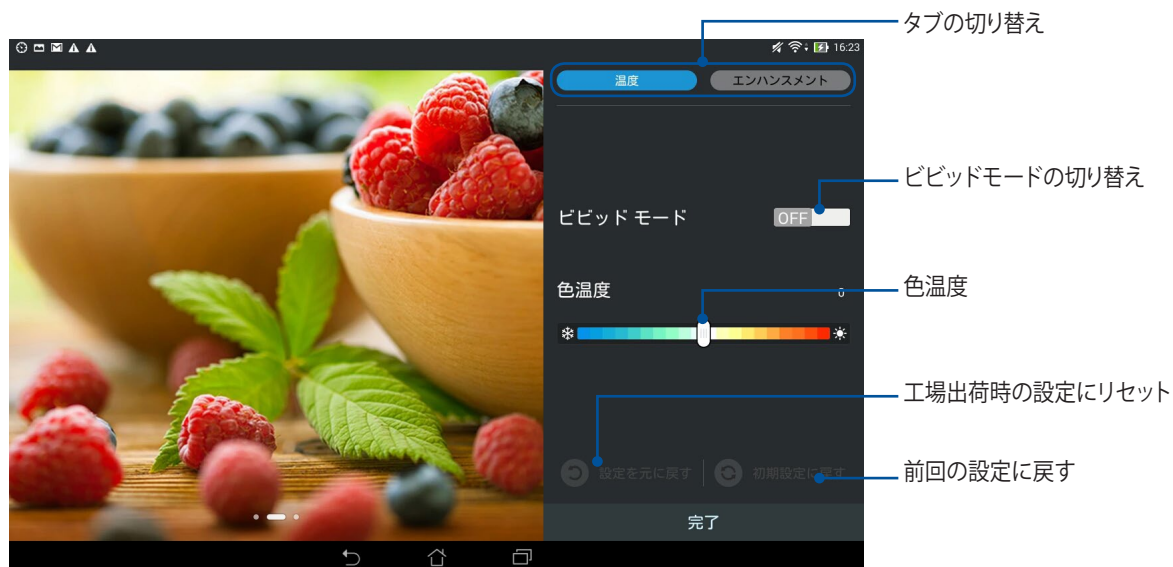 タブの切り替え
16:23
温度 エンハンスメント
ビビッドモードの切り替え
ビビッド モード OFF
色温度
色温度 0
工場出荷時の設定にリセット
設定を元に戻す 初期設定に戻す
前回の設定に戻す
完了